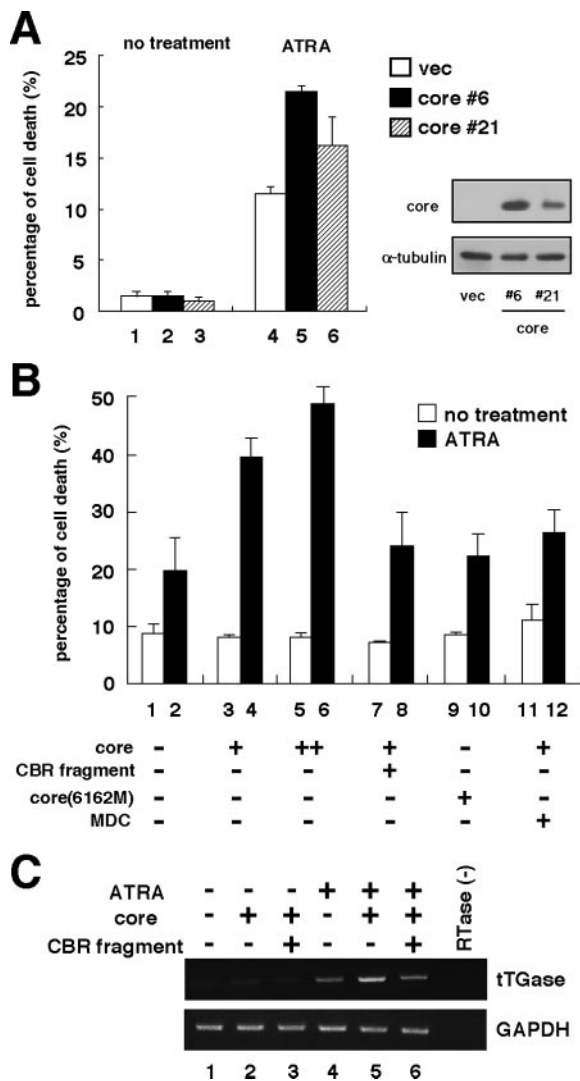 A
no treatment
ATRA
percentage of cell death (%)
25
20
15
10
5
0
1 2 3 4 5 6
vec
core #6
core #21
core
α-tubulin
vec #6 #21
core
B
no treatment
ATRA
percentage of cell death (%)
50
40
30
20
10
0
1 2 3 4 5 6 7 8 9 10 11 12
core - + ++ + - +
CBR fragment - - - + - -
core(6162M) - - - - + -
MDC - - - - - +
C
ATRA - - - + + +
core - + + - + +
CBR fragment - - + - - +
RTase (-)
tTGase
GAPDH
1 2 3 4 5 6